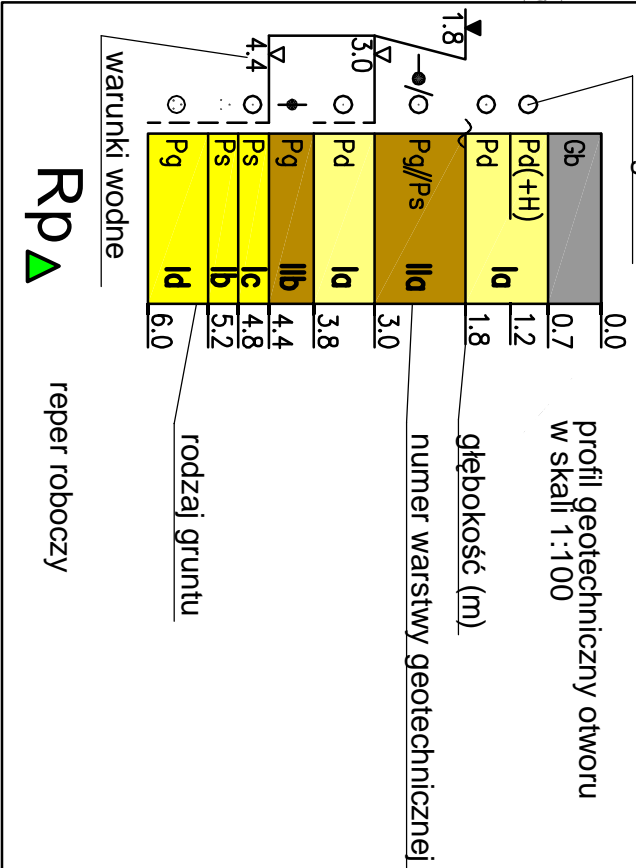 profil geotechniczny otworu
w skali 1:100
0.0
Gb
0.7
Pd(+H)
1.2
Ia
Pd
1.8
1.8
głębokość (m)
Pg//Ps
IIa
numer warstwy geotechnicznej
3.0
3.0
Pd
Ia
3.8
Pg
IIb
4.4
4.4
Ps
Ic
4.8
Ps
Ib
5.2
Pg
Id
6.0
rodzaj gruntu
warunki wodne
Rp
reper roboczy